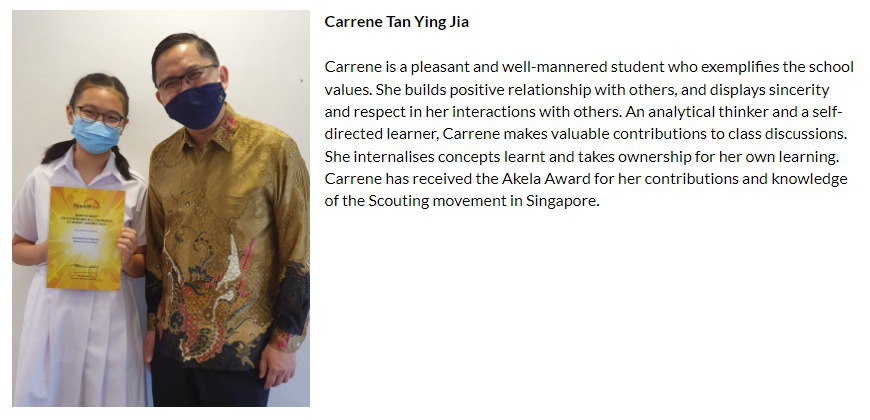 Carrene Tan Ying Jia
Carrene is a pleasant and well-mannered student who exemplifies the school
values. She builds positive relationship with others, and displays sincerity
and respect in her interactions with others. An analytical thinker and a self-
directed learner, Carrene makes valuable contributions to class discussions.
She internalises concepts learnt and takes ownership for her own learning.
Carrene has received the Akela Award for her contributions and knowledge
of the Scouting movement in Singapore.